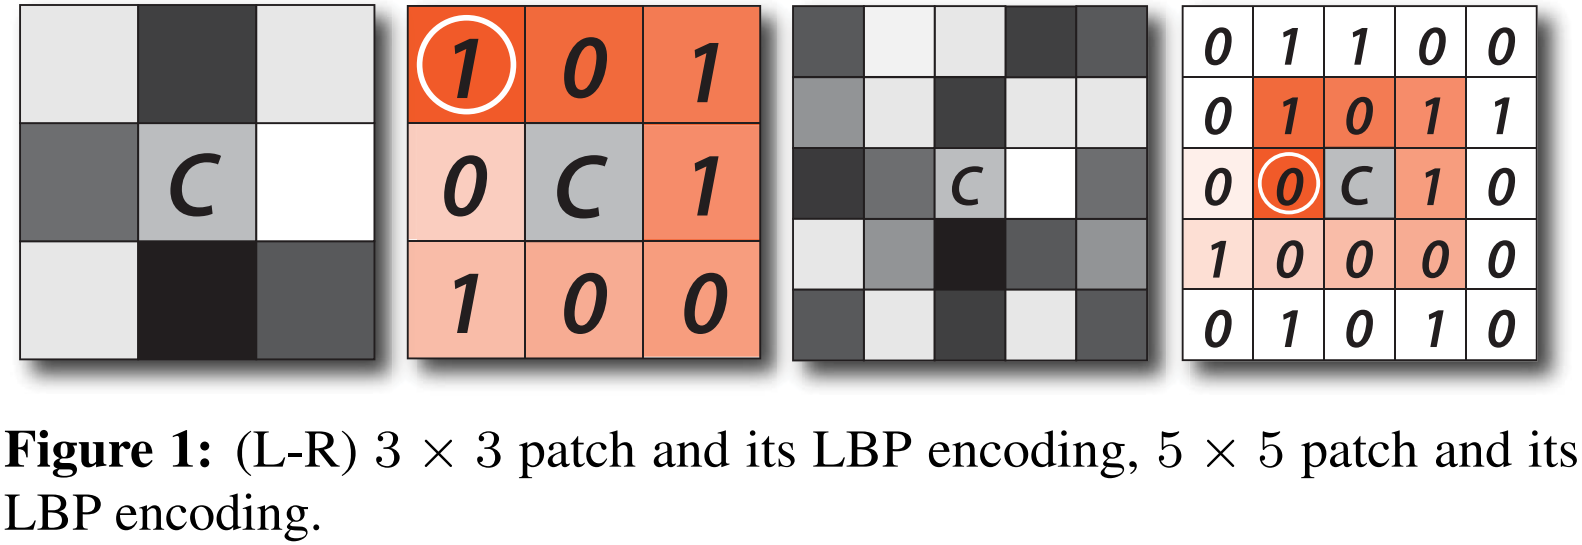 C
1 0 1
0 C 1
1 0 0
C
0 1 1 0 0
0 1 0 1 1
0 0 C 1 0
1 0 0 0 0
0 1 0 1 0
Figure 1: (L-R) 3 × 3 patch and its LBP encoding, 5 × 5 patch and its
LBP encoding.